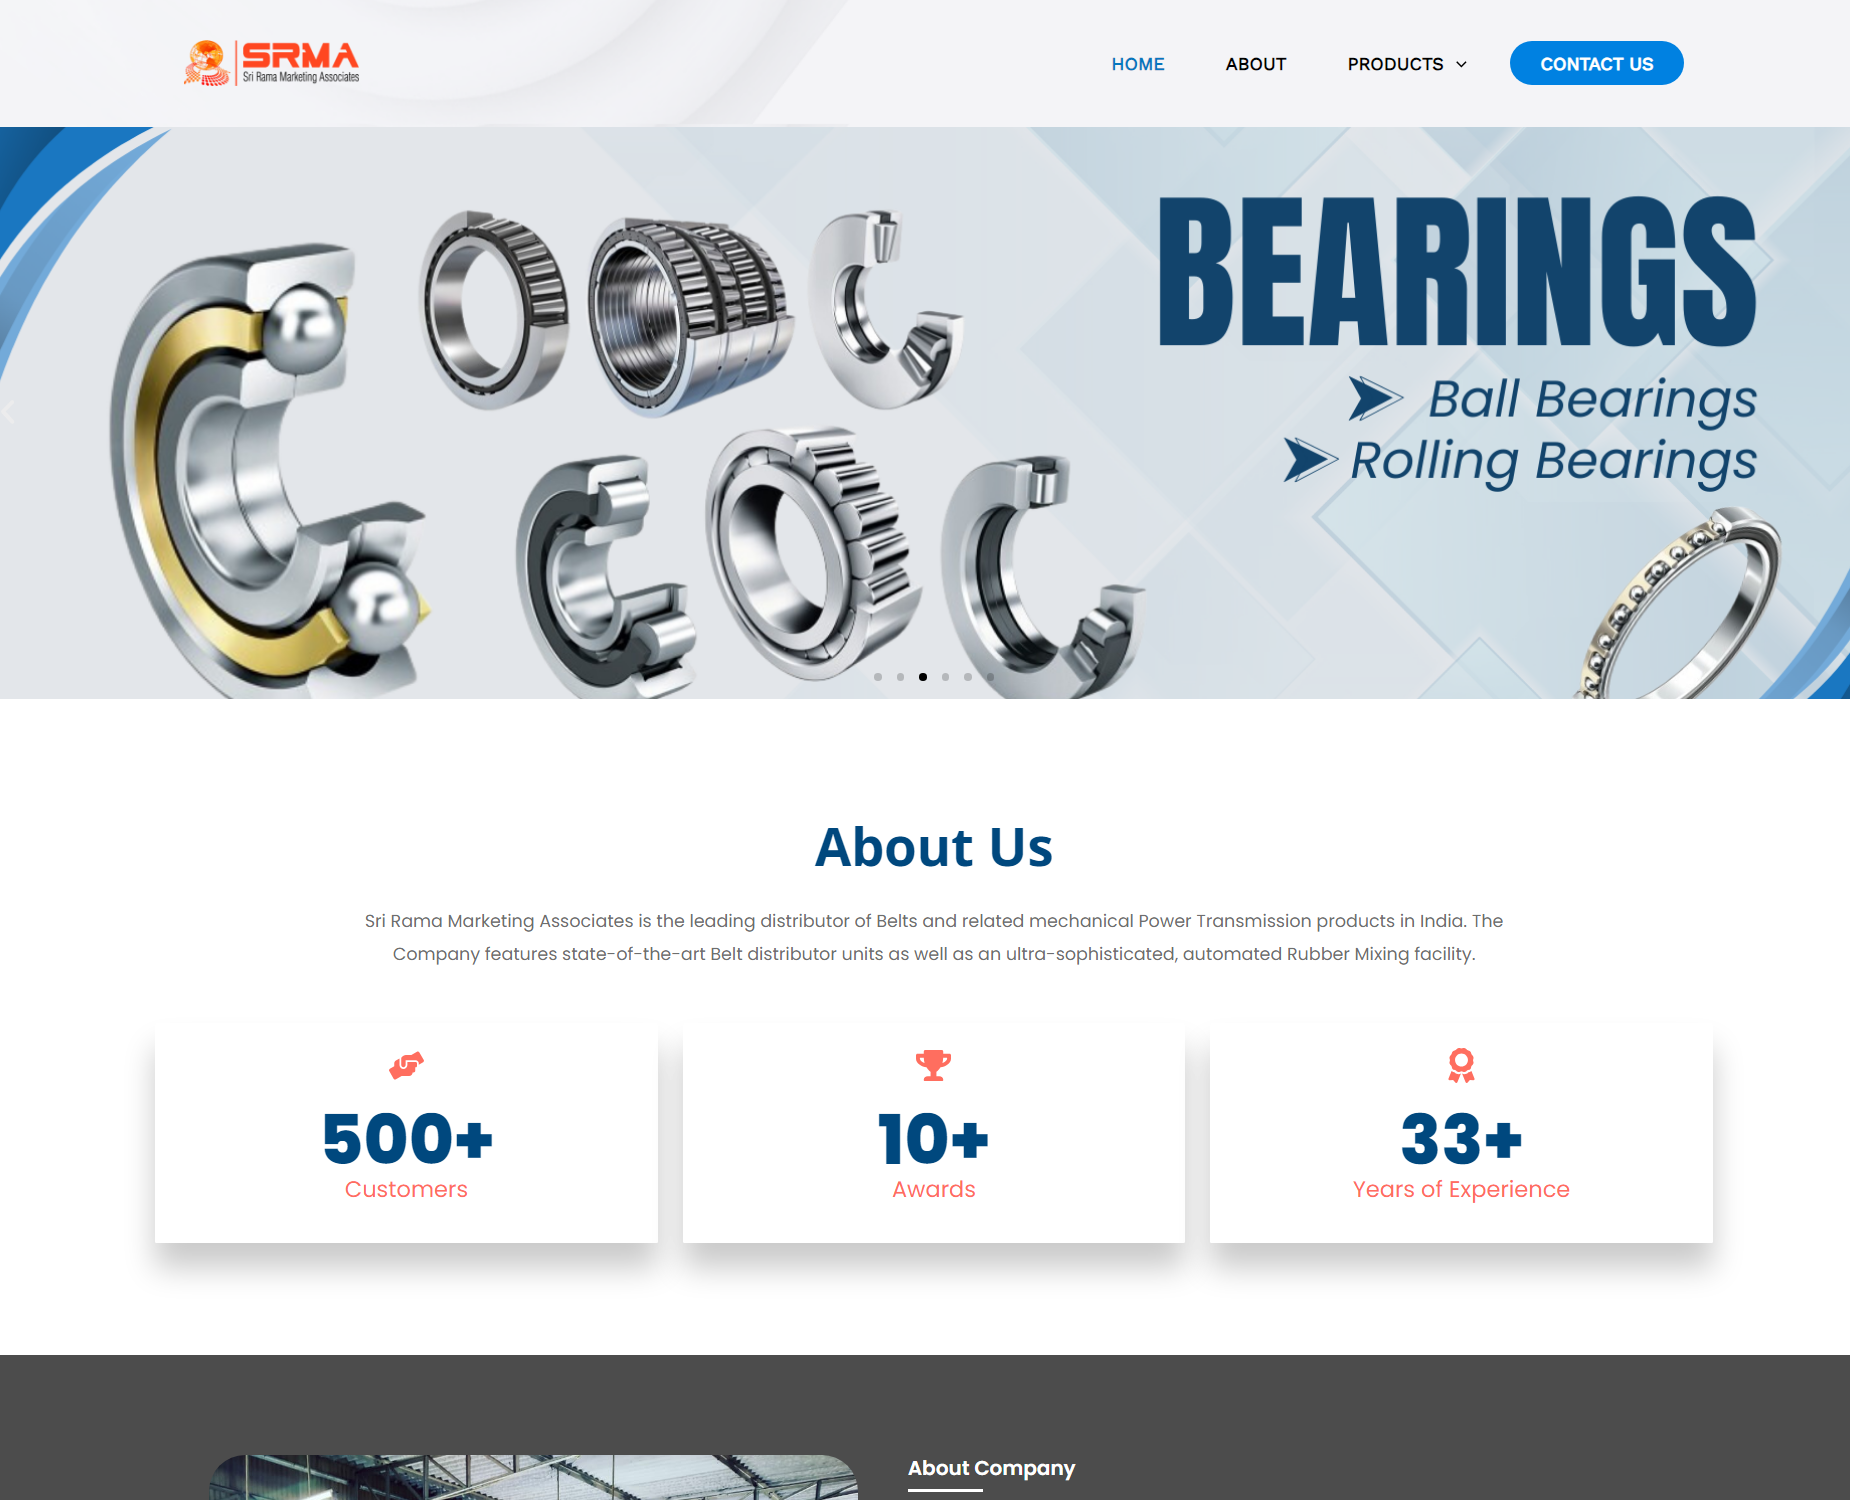 SRMA
Sri Rama Marketing Associates
HOME
ABOUT
PRODUCTS
CONTACT US
BEARINGS
Ball Bearings
Rolling Bearings
About Us
Sri Rama Marketing Associates is the leading distributor of Belts and related mechanical Power Transmission products in India. The
Company features state-of-the-art Belt distributor units as well as an ultra-sophisticated, automated Rubber Mixing facility.
500+
Customers
10+
Awards
33+
Years of Experience
About Company